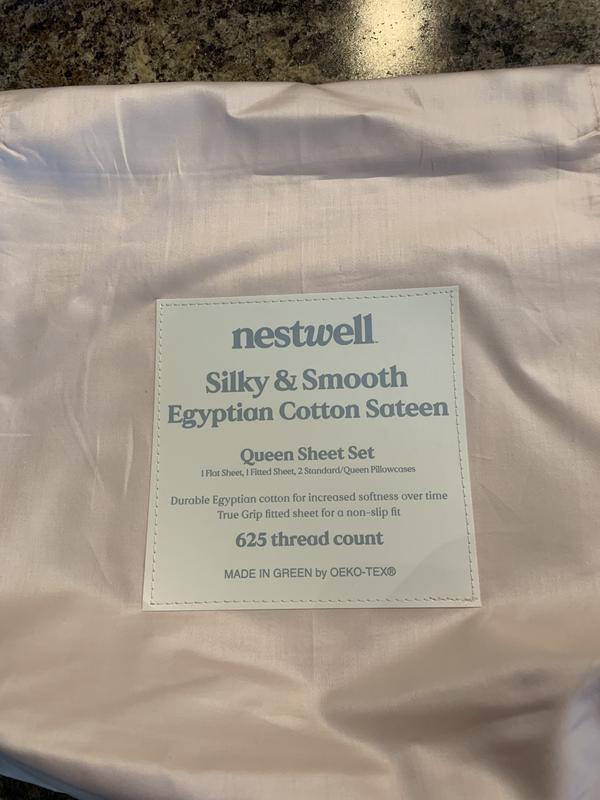 nestwell
Silky & Smooth
Egyptian Cotton Sateen
Queen Sheet Set
1 Flat Sheet, 1 Fitted Sheet, 2 Standard/Queen Pillowcases
Durable Egyptian cotton for increased softness over time
True Grip fitted sheet for a non-slip fit
625 thread count
MADE IN GREEN by OEKO-TEX®